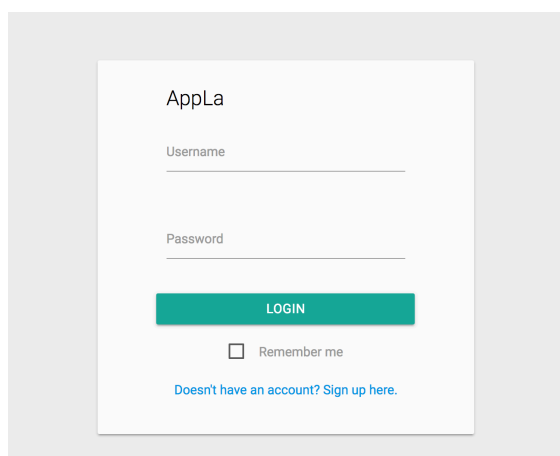 AppLa
Username
Password
LOGIN
Remember me
Doesn't have an account? Sign up here.